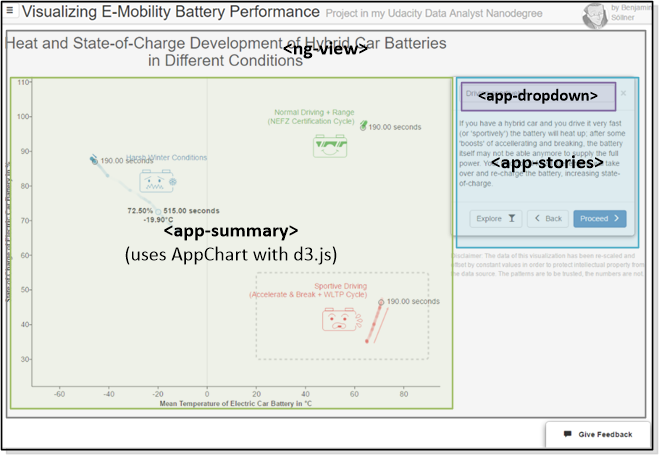 Visualizing E-Mobility Battery Performance Project in my Udacity Data Analyst Nanodegree
by Benjamin
Söllner
Heat and State-of-Charge Development of Hybrid Car Batteries
in Different Conditions
<ng-view>
110
100
90
80
70
60
50
40
30
State of Charge of Electric Car Battery in %
Normal Driving + Range
(NEFZ Certification Cycle)
190.00 seconds
190.00 seconds
Harsh Winter Conditions
72.50% 515.00 seconds
-19.90°C
<app-summary>
(uses AppChart with d3.js)
Sportive Driving
(Accelerate & Break + WLTP Cycle)
190.00 seconds
-60
-40
-20
0
20
40
60
80
Mean Temperature of Electric Car Battery in °C
<app-dropdown>
×
If you have a hybrid car and you drive it very fast
(or 'sportively') the battery will heat up; after some
'boosts' of accellerating and breaking, the battery
itself may not be able anymore to supply the full
power. take
over and re-charge the battery, increasing state-
of-charge.
<app-stories>
Explore
Back
Proceed
Disclaimer: The data of this visualization has been re-scaled and
offset by constant values in order to protect intellectual property from
the data source. The patterns are to be trusted, the numbers are not.
Give Feedback